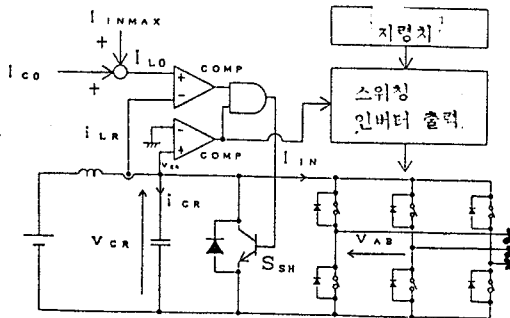 I INMAX
지령치
+
I LO
COMP
I CO
+
+
-
스위칭
인버터 출력
i LR
-
+
COMP
I IN
i CR
V CR
S SH
V AB